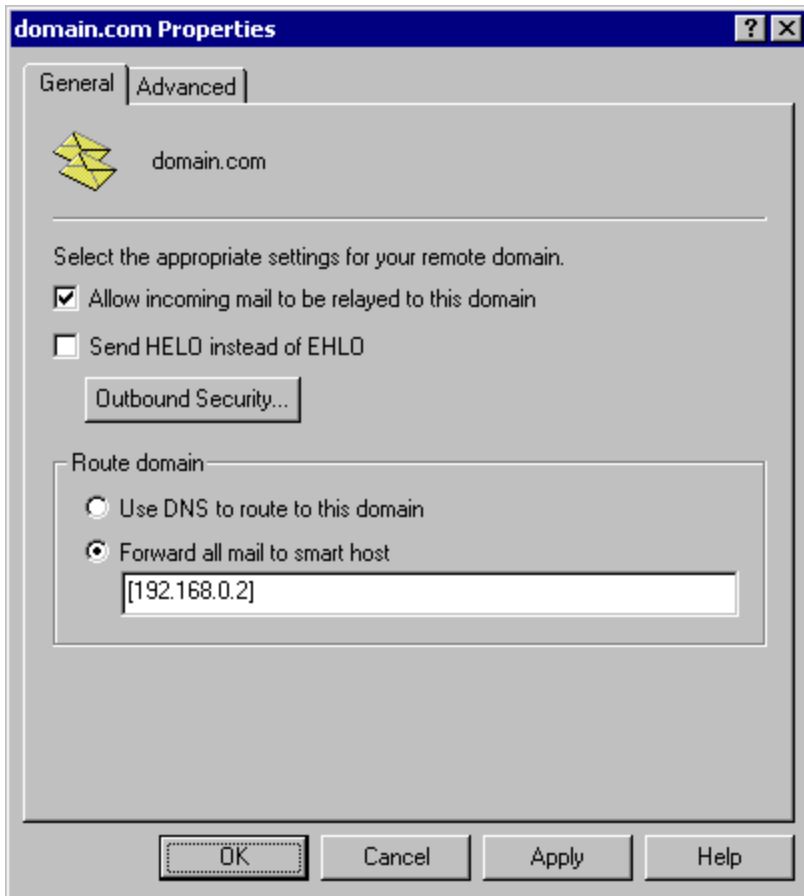 domain.com Properties
General Advanced
domain.com
Select the appropriate settings for your remote domain.
Allow incoming mail to be relayed to this domain
Send HELO instead of EHLO
Outbound Security...
Route domain
Use DNS to route to this domain
Forward all mail to smart host
[192.168.0.2]
OK Cancel Apply Help